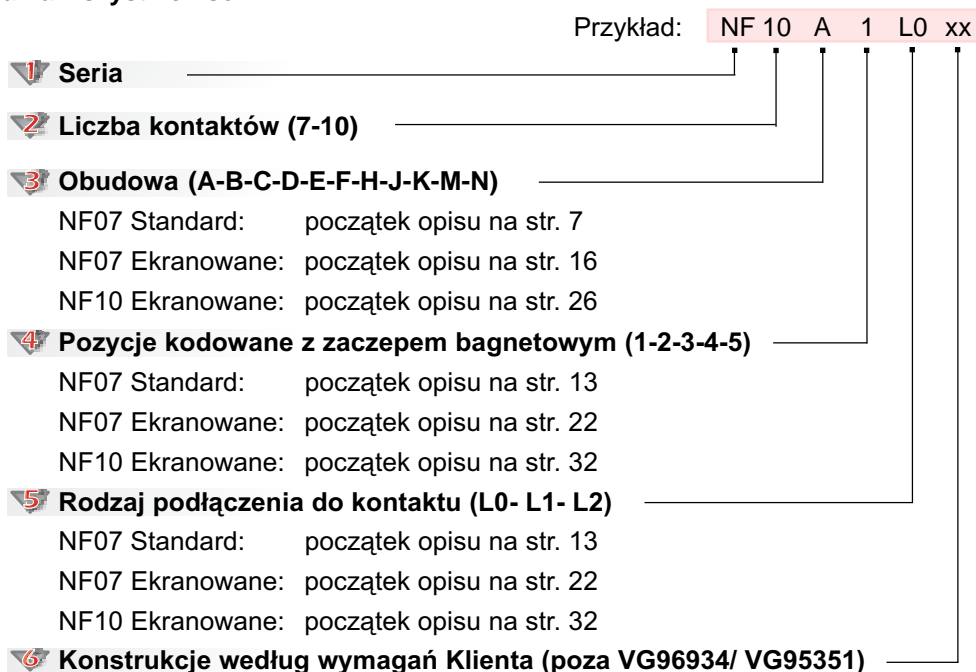 Przykład: NF 10 A 1 L0 xx
1 Seria
2 Liczba kontaktów (7-10)
3 Obudowa (A-B-C-D-E-F-H-J-K-M-N)
NF07 Standard: początek opisu na str. 7
NF07 Ekranowane: początek opisu na str. 16
NF10 Ekranowane: początek opisu na str. 26
4 Pozycje kodowane z zaczepem bagnetowym (1-2-3-4-5)
NF07 Standard: początek opisu na str. 13
NF07 Ekranowane: początek opisu na str. 22
NF10 Ekranowane: początek opisu na str. 32
5 Rodzaj podłączenia do kontaktu (L0- L1- L2)
NF07 Standard: początek opisu na str. 13
NF07 Ekranowane: początek opisu na str. 22
NF10 Ekranowane: początek opisu na str. 32
6 Konstrukcje według wymagań Klienta (poza VG96934/ VG95351)